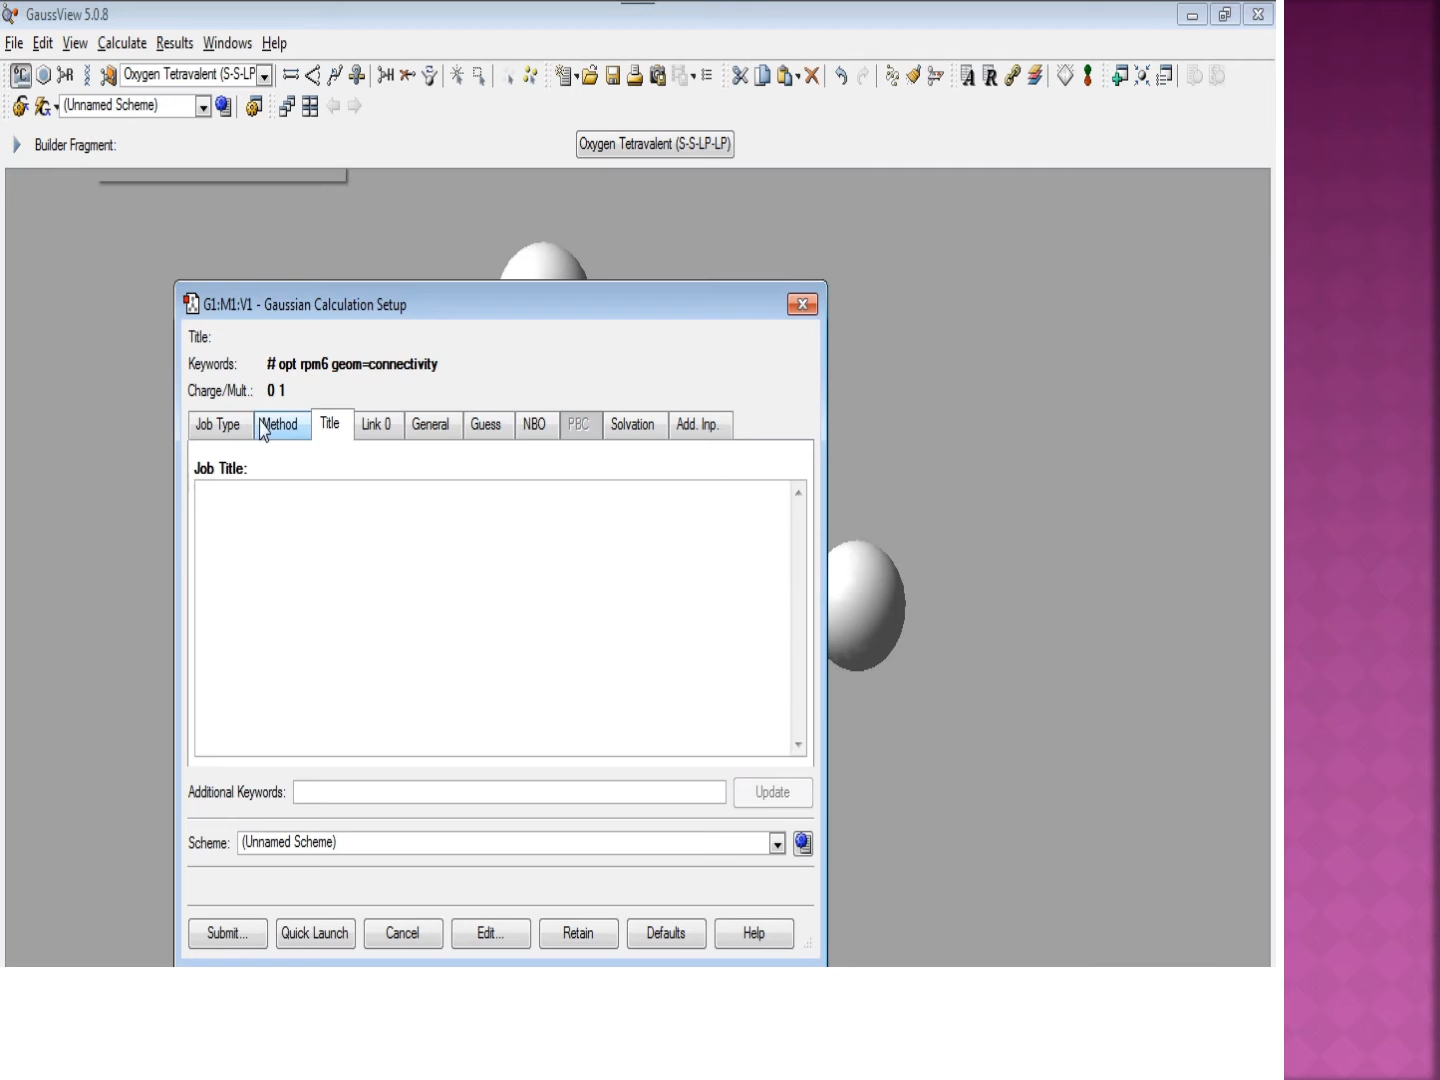 GaussView 5.0.8
File Edit View Calculate Results Windows Help
6C R Oxygen Tetravalent (S-S-LP H A R
(Unnamed Scheme)
Builder Fragment: Oxygen Tetravalent (S-S-LP-LP)
G1:M1:V1 - Gaussian Calculation Setup
Title:
Keywords: # opt rpm6 geom=connectivity
Charge/Mult.: 0 1
Job Type Method Title Link 0 General Guess NBO PBC Solvation Add. Inp.
Job Title:
Additional Keywords: Update
Scheme: (Unnamed Scheme)
Submit... Quick Launch Cancel Edit... Retain Defaults Help